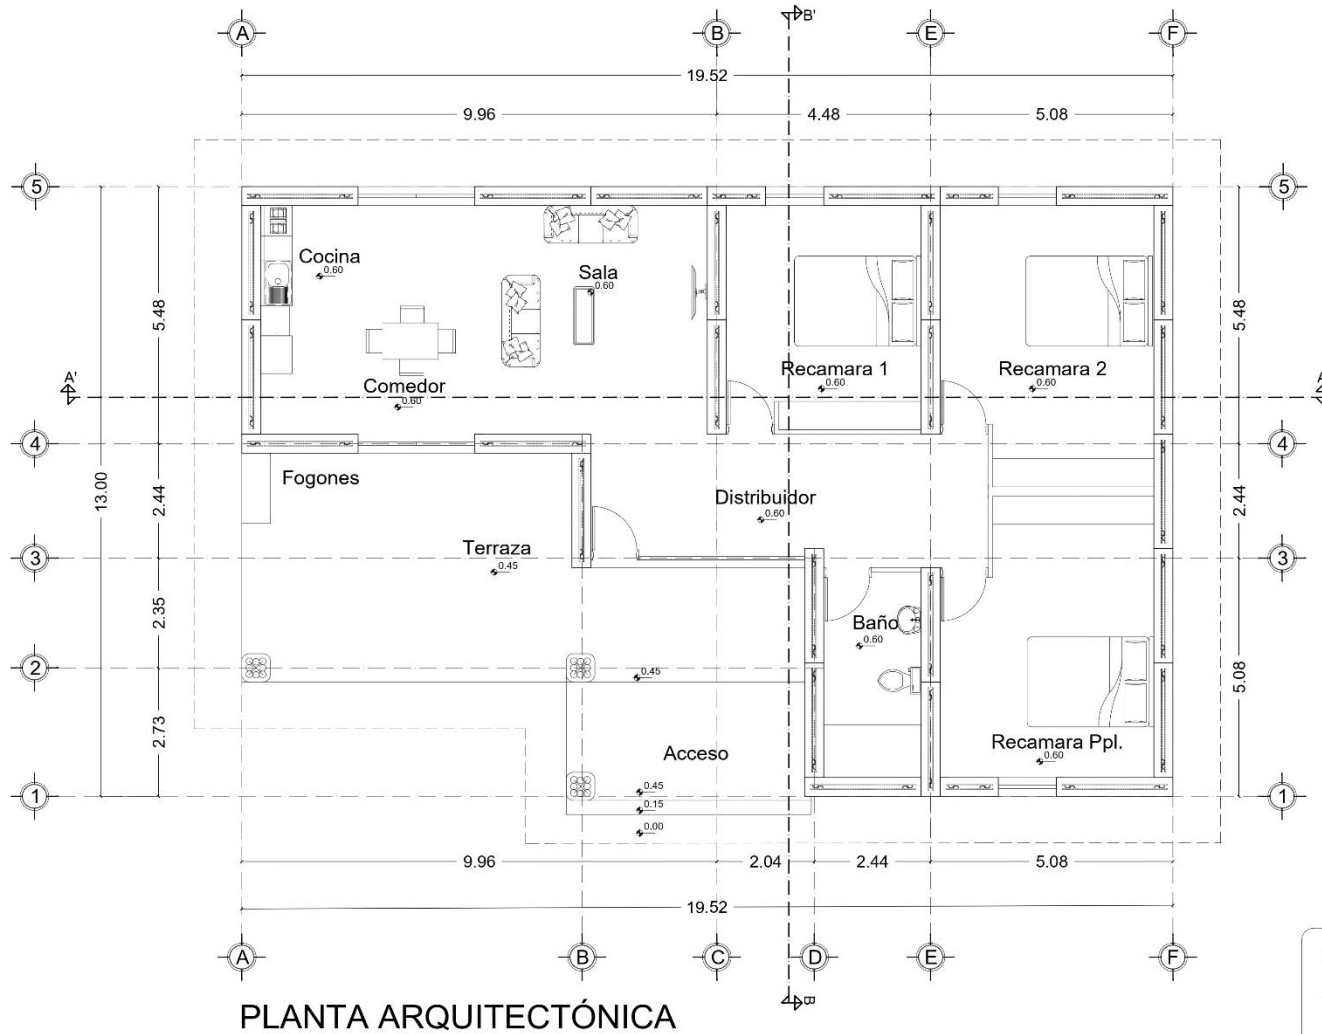 B'
A
B
E
F
19.52
9.96
4.48
5.08
5
5
Cocina
0.60
Sala
0.60
5.48
5.48
13.00
Recamara 1
0.60
Recamara 2
0.60
A'
A
Comedor
0.60
4
4
Fogones
2.44
Distribuidor
0.60
2.44
3
Terraza
0.45
3
2.35
Baño
0.60
2
0.45
5.08
2.73
Acceso
Recamara Ppl.
0.60
0.45
1
0.15
1
0.00
9.96
2.04
2.44
5.08
19.52
A
B
C
D
E
F
B
PLANTA ARQUITECTÓNICA